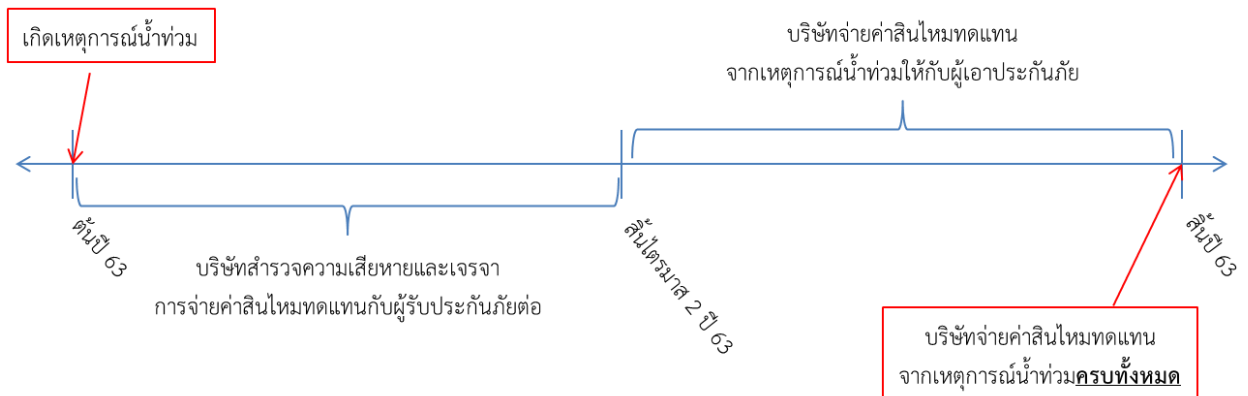 เกิดเหตุการณ์น้ำท่วม
บริษัทจ่ายค่าสินไหมทดแทน
จากเหตุการณ์น้ำท่วมให้กับผู้เอาประกันภัย
ต้นปี 63
บริษัทสำรวจความเสียหายและเจรจา
การจ่ายค่าสินไหมทดแทนกับผู้รับประกันภัยต่อ
สิ้นไตรมาส 2 ปี 63
สิ้นปี 63
บริษัทจ่ายค่าสินไหมทดแทน
จากเหตุการณ์น้ำท่วมครบทั้งหมด